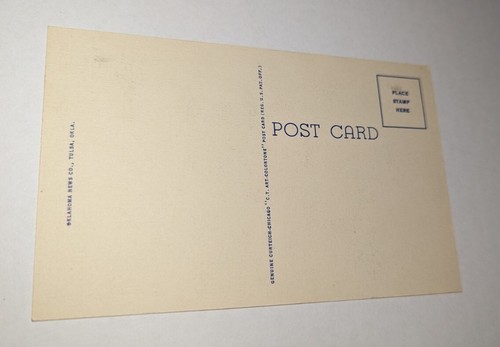 OKLAHOMA NEWS CO., TULSA, OKLA.
GENUINE CURTEICH-CHICAGO "C.T. ART-COLORTONE" POST CARD (REG. U.S. PAT. OFF.)
POST CARD
PLACE
STAMP
HERE